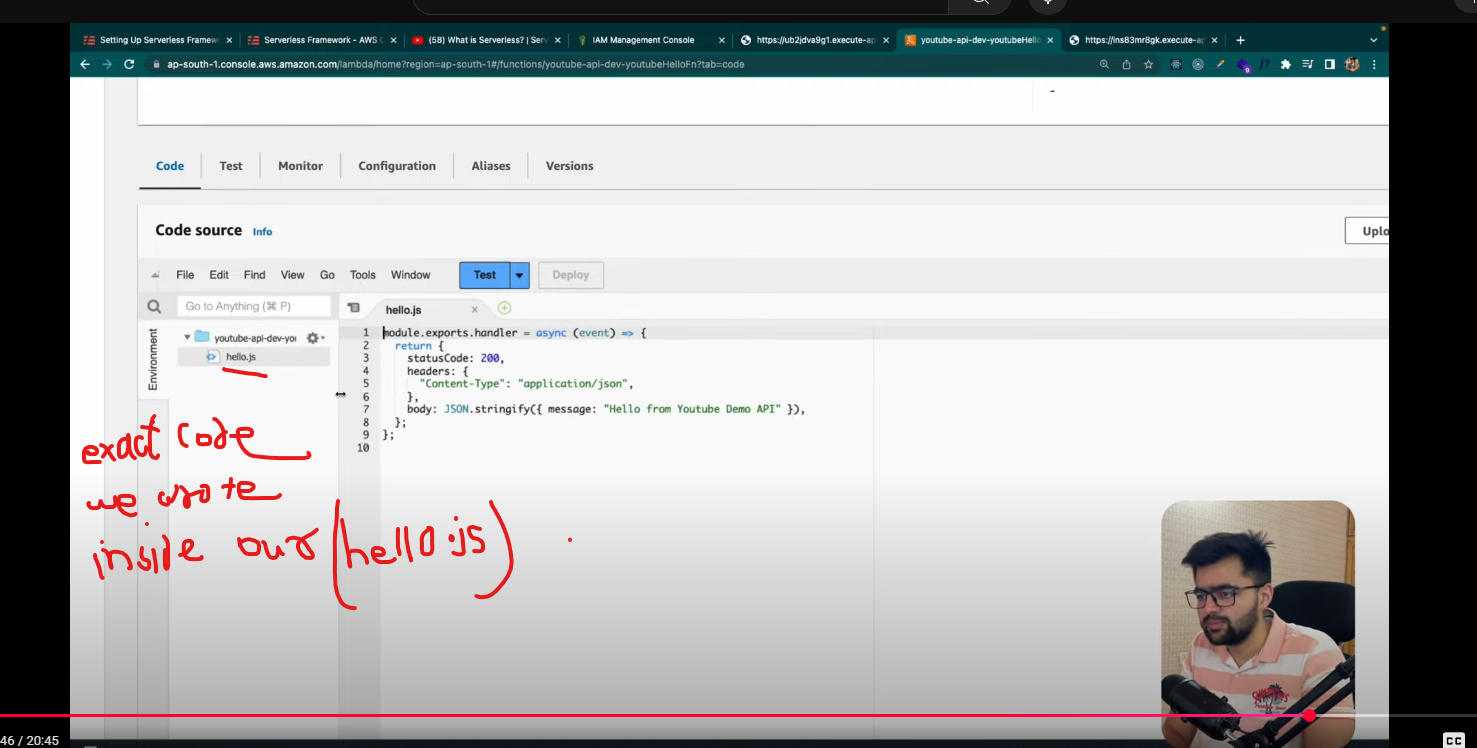 Setting Up Serverless Framew
Serverless Framework - AWS C
(58) What is Serverless? | Serv
IAM Management Console
https://ub2jdva9g1.execute-ap
youtube-api-dev-youtubeHello
https://ins83mr8gk.execute-ap
ap-south-1.console.aws.amazon.com/lambda/home?region=ap-south-1#/functions/youtube-api-dev-youtubeHelloFn?tab=code
-
Code Test Monitor Configuration Aliases Versions
Code source Info
Uplo
File Edit Find View Go Tools Window Test Deploy
Go to Anything (⌘ P)
hello.js
Environment
youtube-api-dev-you
hello.js
1 module.exports.handler = async (event) => {
2 return {
3 statusCode: 200,
4 headers: {
5 "Content-Type": "application/json",
6 },
7 body: JSON.stringify({ message: "Hello from Youtube Demo API" }),
8 };
9 };
10
exact code
we wrote
inside our (hello.js)
46 / 20:45
CC